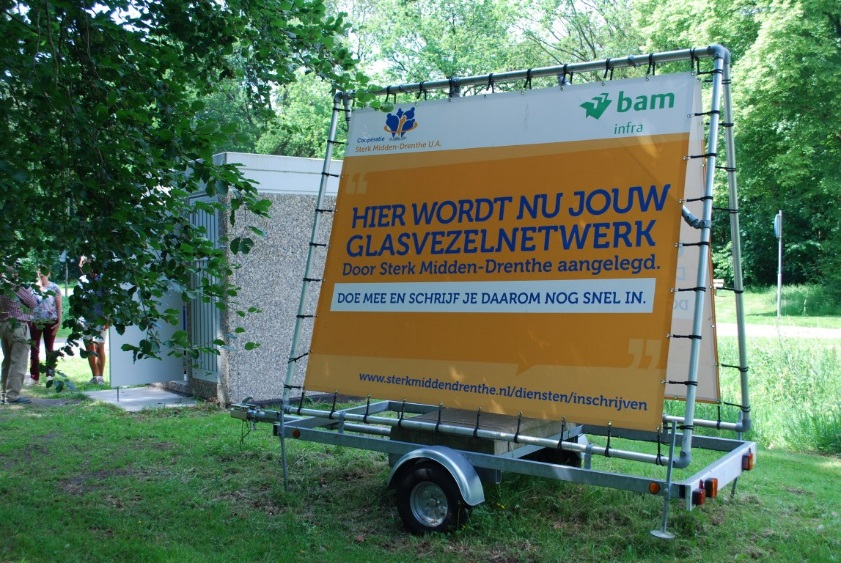 Coöperatie
Sterk Midden-Drenthe U.A.
bam
infra
“
HIER WORDT NU JOUW
GLASVEZELNETWERK
Door Sterk Midden-Drenthe aangelegd.
DOE MEE EN SCHRIJF JE DAAROM NOG SNEL IN.
”
www.sterkmiddendrenthe.nl/diensten/inschrijven